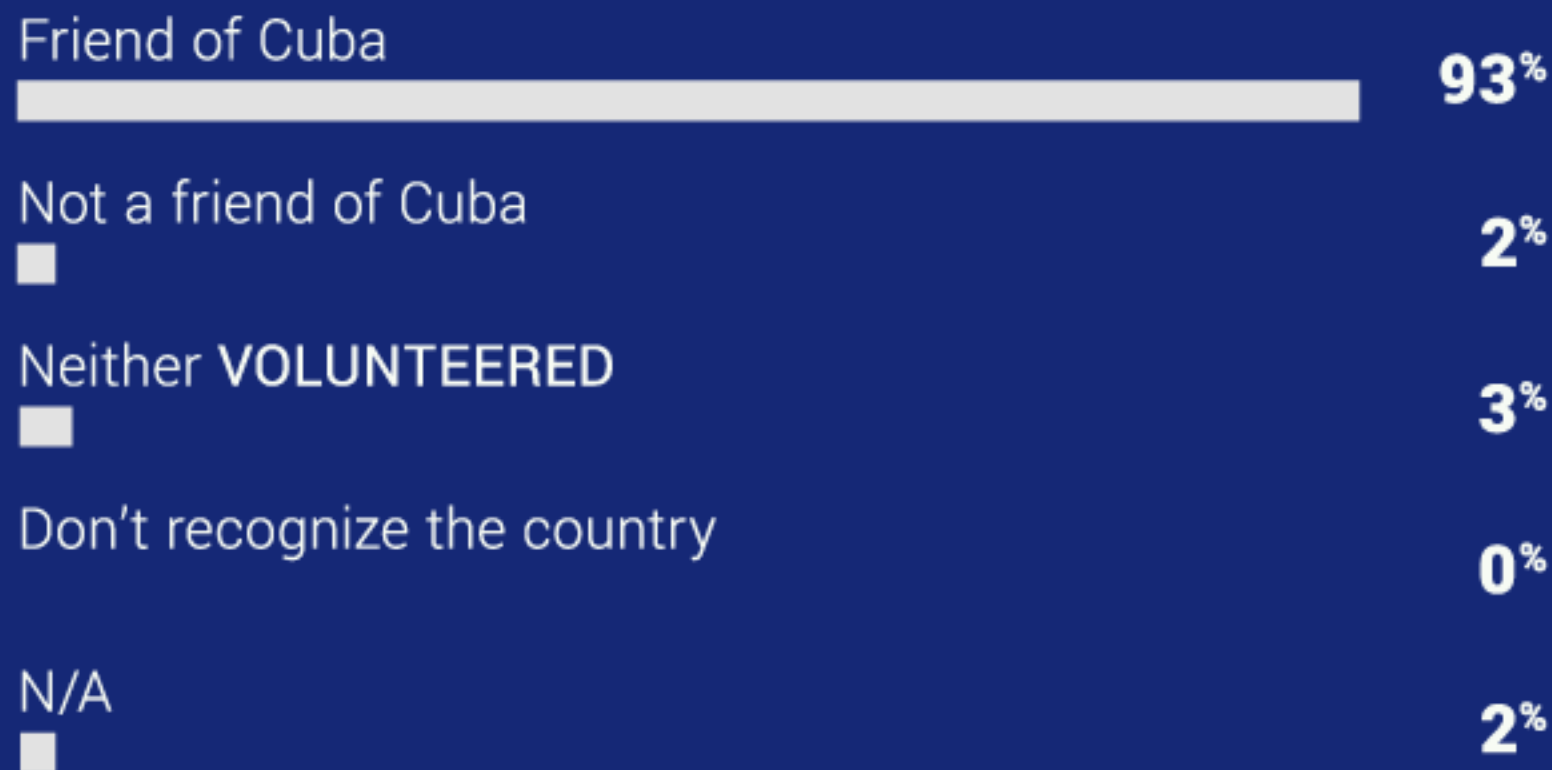 Friend of Cuba
93%
Not a friend of Cuba
2%
Neither VOLUNTEERED
3%
Don't recognize the country
0%
N/A
2%